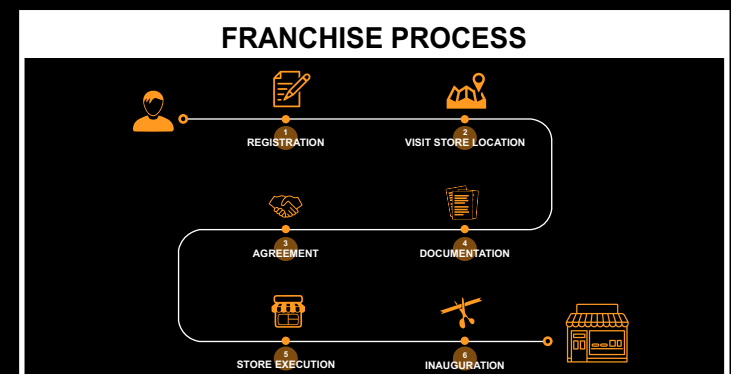 FRANCHISE PROCESS
1
REGISTRATION
2
VISIT STORE LOCATION
3
AGREEMENT
4
DOCUMENTATION
5
STORE EXECUTION
6
INAUGURATION